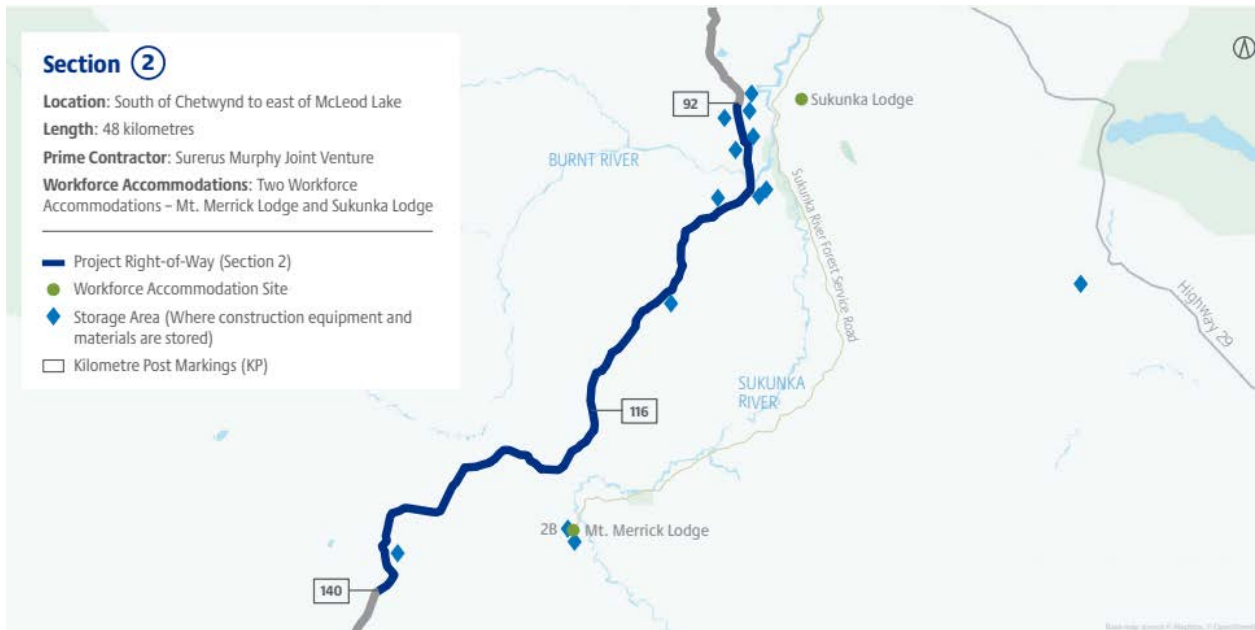 Section 2
Location: South of Chetwynd to east of McLeod Lake
Length: 48 kilometres
Prime Contractor: Surerus Murphy Joint Venture
Workforce Accommodations: Two Workforce
Accommodations – Mt. Merrick Lodge and Sukunka Lodge
Project Right-of-Way (Section 2)
Workforce Accommodation Site
Storage Area (Where construction equipment and
materials are stored)
Kilometre Post Markings (KP)
92
Sukunka Lodge
BURNT RIVER
Sukunka River Forest Service Road
Highway 29
SUKUNKA
RIVER
116
2B
Mt. Merrick Lodge
140